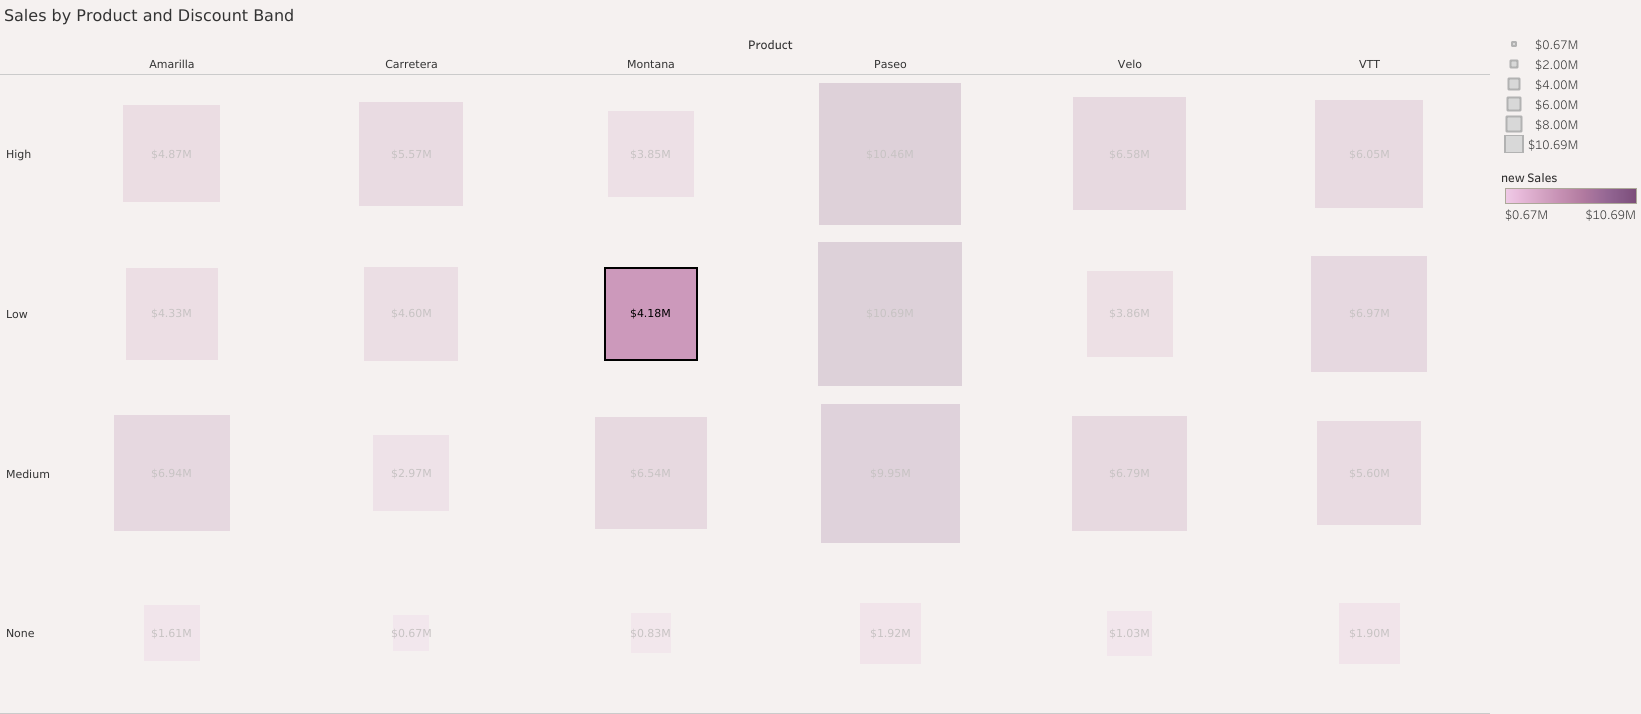 Sales by Product and Discount Band
Product
Amarilla Carretera Montana Paseo Velo VTT
High $4.87M $5.57M $3.85M $10.46M $6.58M $6.05M
Low $4.33M $4.60M $4.18M $10.69M $3.86M $6.97M
Medium $6.94M $2.97M $6.54M $9.95M $6.79M $5.60M
None $1.61M $0.67M $0.83M $1.92M $1.03M $1.90M
$0.67M
$2.00M
$4.00M
$6.00M
$8.00M
$10.69M
new Sales
$0.67M $10.69M